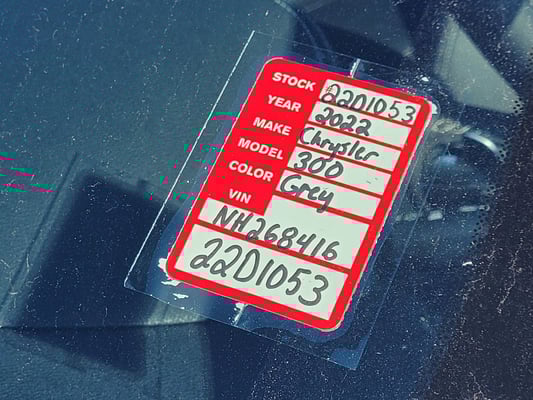 STOCK 22D1053
YEAR 2022
MAKE Chrysler
MODEL 300
COLOR Grey
VIN
NH268416
22D1053